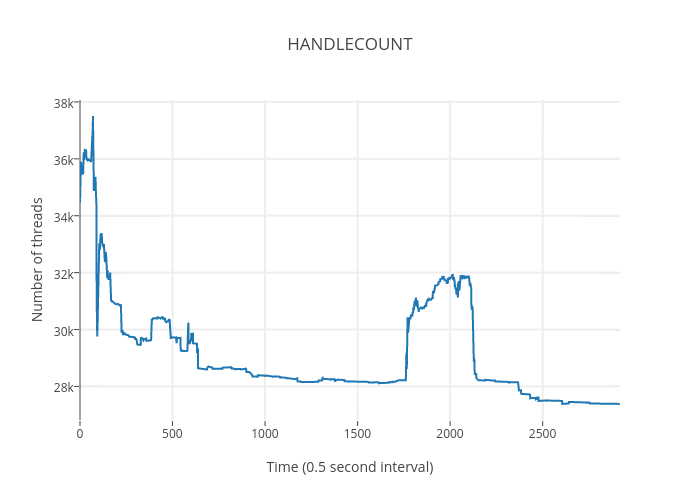 HANDLECOUNT
Number of threads
38k
36k
34k
32k
30k
28k
0
500
1000
1500
2000
2500
Time (0.5 second interval)